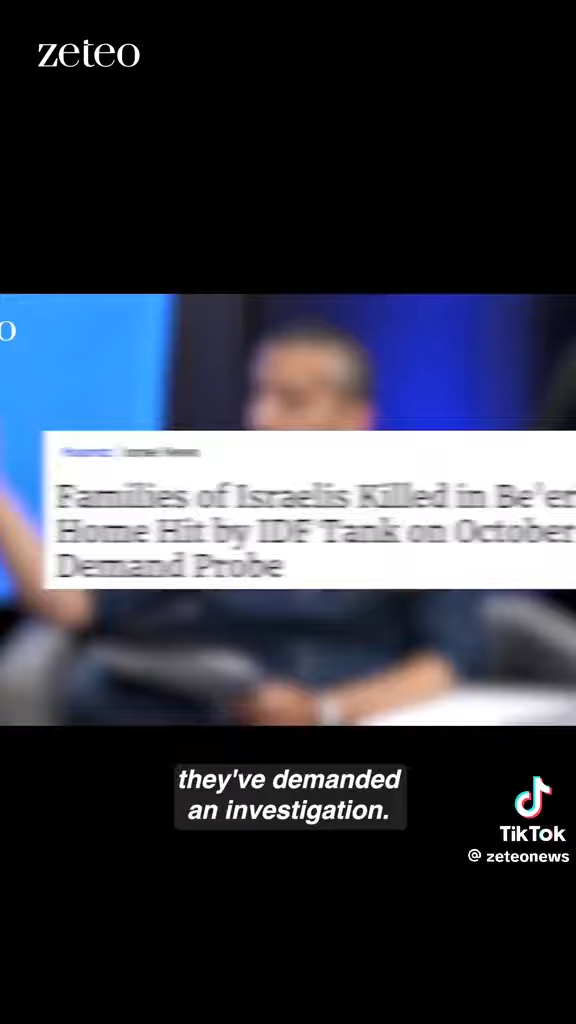 zeteo
o
Families of Israelis Killed in Be'er
Home Hit by IDF Tank on October
Demand Probe
they've demanded
an investigation.
TikTok
@ zeteonews